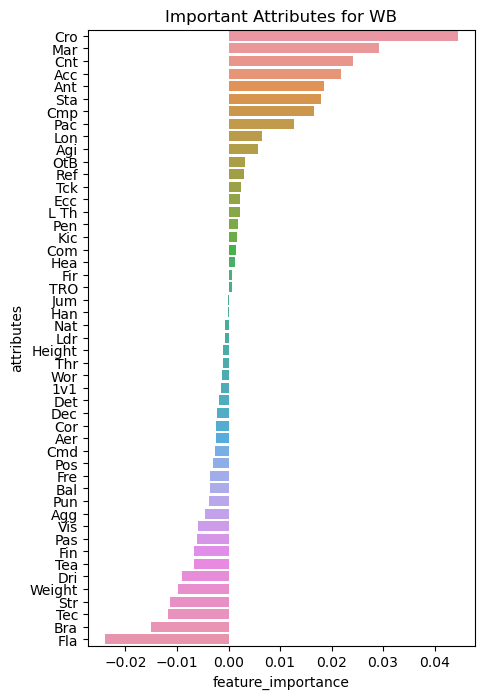 Important Attributes for WB
Cro
Mar
Cnt
Acc
Ant
Sta
Cmp
Pac
Lon
Agi
OtB
Ref
Tck
Ecc
L Th
Pen
Kic
Com
Hea
Fir
TRO
Jum
Han
Nat
Ldr
Height
Thr
Wor
1v1
Det
Dec
Cor
Aer
Cmd
Pos
Fre
Bal
Pun
Agg
Vis
Pas
Fin
Tea
Dri
Weight
Str
Tec
Bra
Fla
attributes
−0.02 −0.01 0.00 0.01 0.02 0.03 0.04
feature_importance